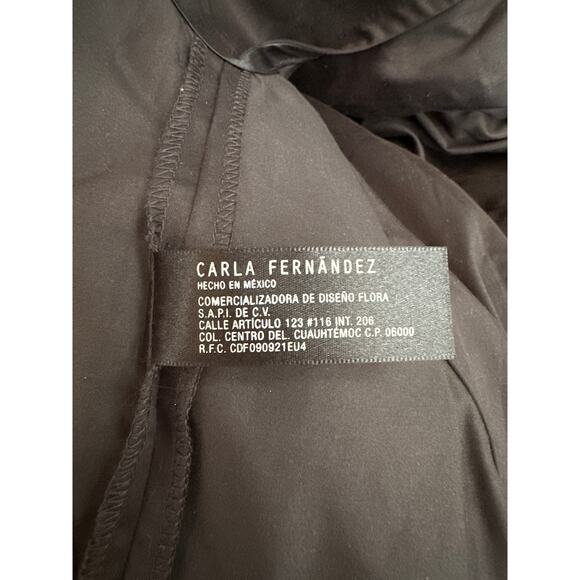 CARLA FERNÁNDEZ
HECHO EN MÉXICO
COMERCIALIZADORA DE DISEÑO FLORA
S.A.P.I. DE C.V.
CALLE ARTÍCULO 123 #116 INT. 206
COL. CENTRO DEL CUAUHTÉMOC C.P. 06000
R.F.C. CDF090921EU4